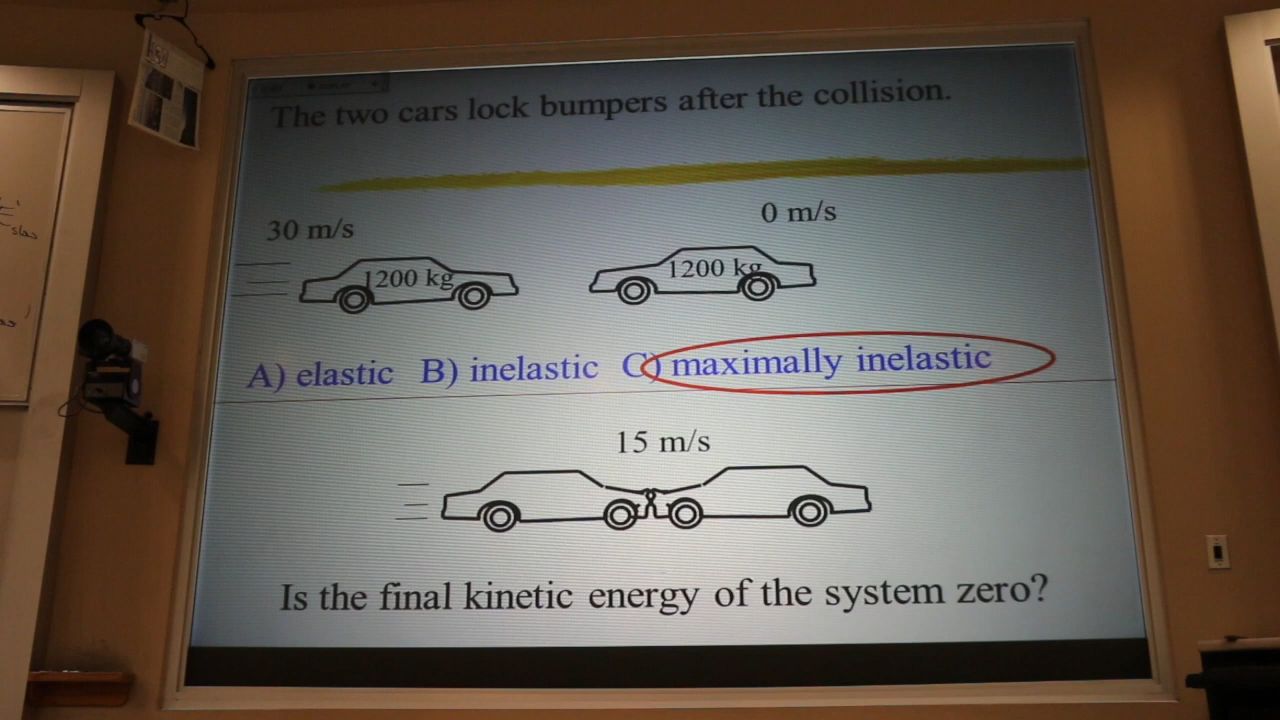 The two cars lock bumpers after the collision.
30 m/s
0 m/s
1200 kg
1200 kg
A) elastic B) inelastic C) maximally inelastic
15 m/s
Is the final kinetic energy of the system zero?